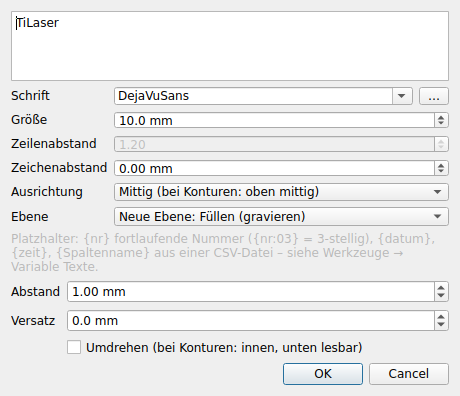 TiLaser
Schrift DejaVuSans ...
Größe 10.0 mm
Zeilenabstand 1.20
Zeichenabstand 0.00 mm
Ausrichtung Mittig (bei Konturen: oben mittig)
Ebene Neue Ebene: Füllen (gravieren)
Platzhalter: {nr} fortlaufende Nummer ({nr:03} = 3-stellig), {datum},
{zeit}, {Spaltenname} aus einer CSV-Datei – siehe Werkzeuge →
Variable Texte.
Abstand 1.00 mm
Versatz 0.0 mm
Umdrehen (bei Konturen: innen, unten lesbar)
OK Cancel